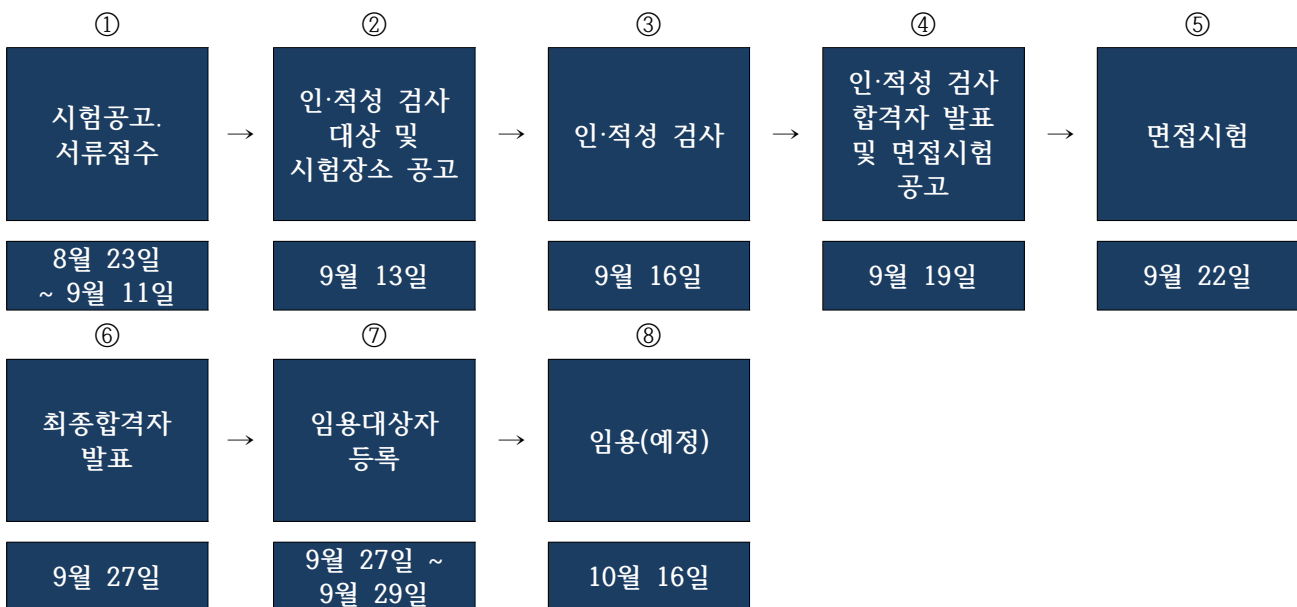 ①
시험공고.
서류접수
8월 23일
~ 9월 11일
→
②
인·적성 검사
대상 및
시험장소 공고
9월 13일
→
③
인·적성 검사
9월 16일
→
④
인·적성 검사
합격자 발표
및 면접시험
공고
9월 19일
→
⑤
면접시험
9월 22일
⑥
최종합격자
발표
9월 27일
→
⑦
임용대상자
등록
9월 27일 ~
9월 29일
→
⑧
임용(예정)
10월 16일